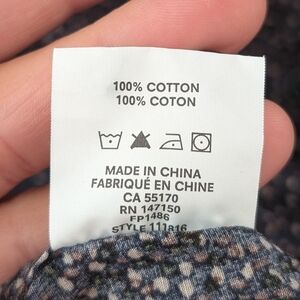 100% COTTON
100% COTON
MADE IN CHINA
FABRIQUÉ EN CHINE
CA 55170
RN 147150
FP1486
STYLE 111816